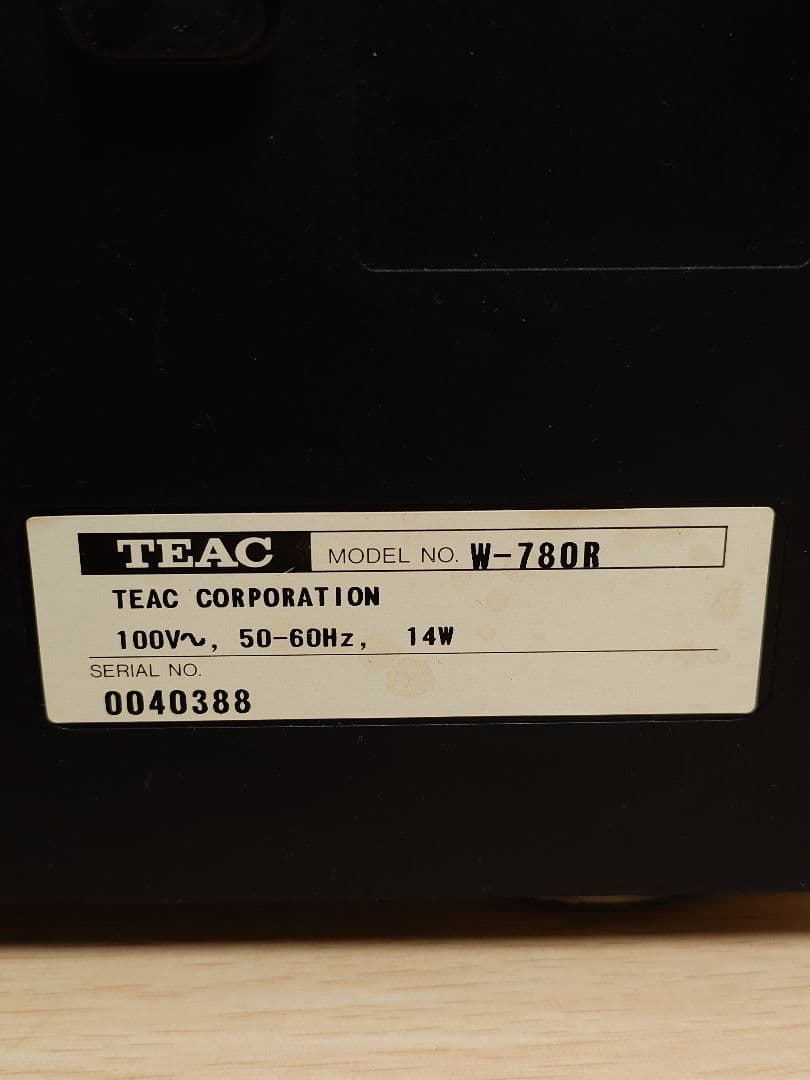 TEAC MODEL NO. W-780R
TEAC CORPORATION
100V~, 50-60Hz, 14W
SERIAL NO.
0040388